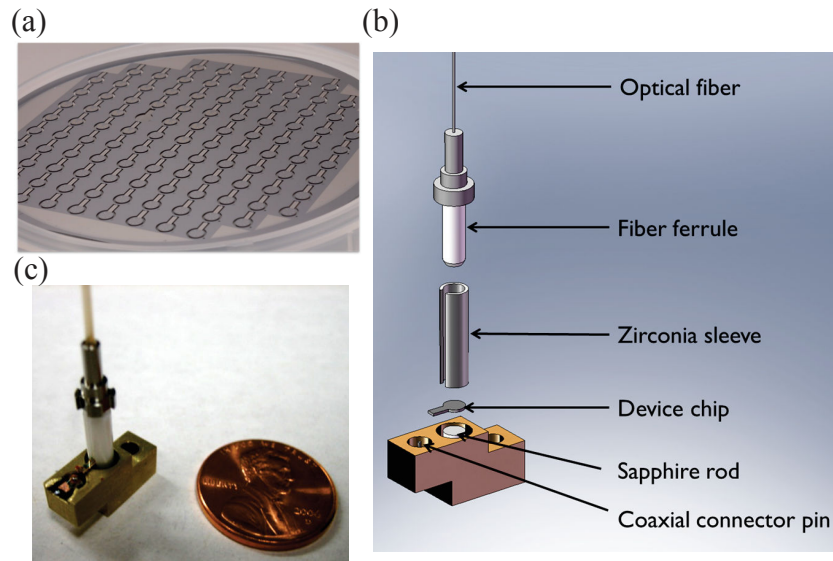 (a)
(b)
Optical fiber
Fiber ferrule
(c)
Zirconia sleeve
Device chip
Sapphire rod
Coaxial connector pin